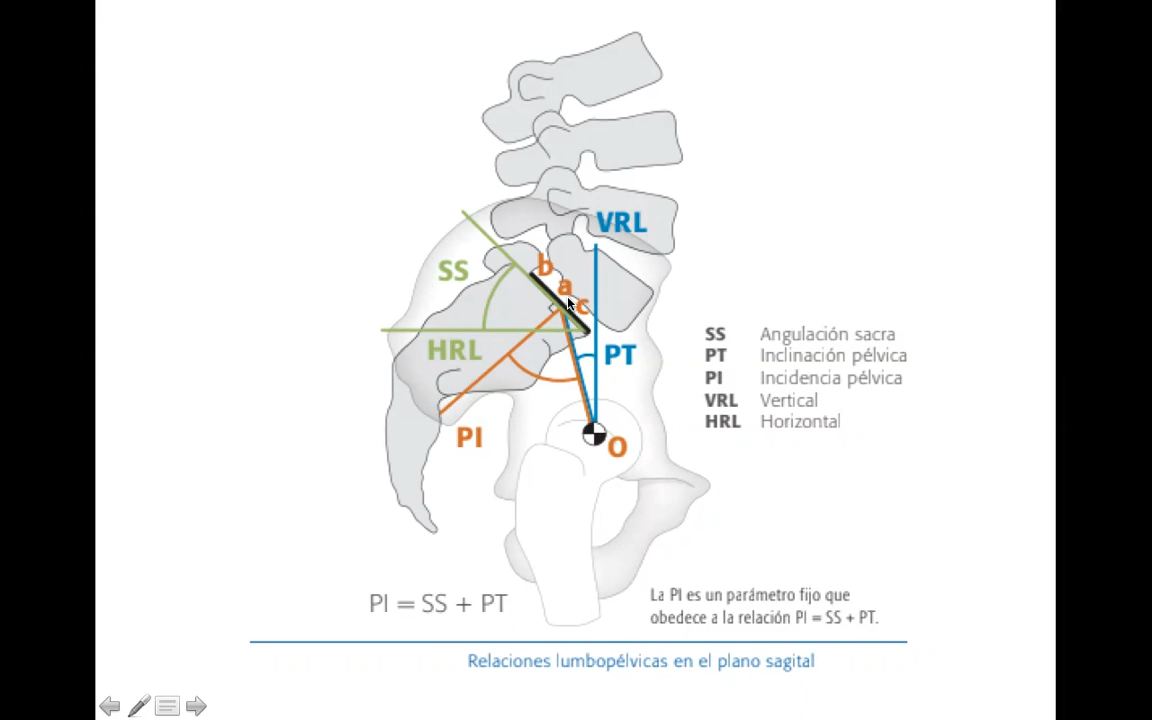 VRL
b
SS
a
c
HRL
PT
PI
O
SS Angulación sacra
PT Inclinación pélvica
PI Incidencia pélvica
VRL Vertical
HRL Horizontal
PI = SS + PT
La PI es un parámetro fijo que
obedece a la relación PI = SS + PT.
Relaciones lumbopélvicas en el plano sagital